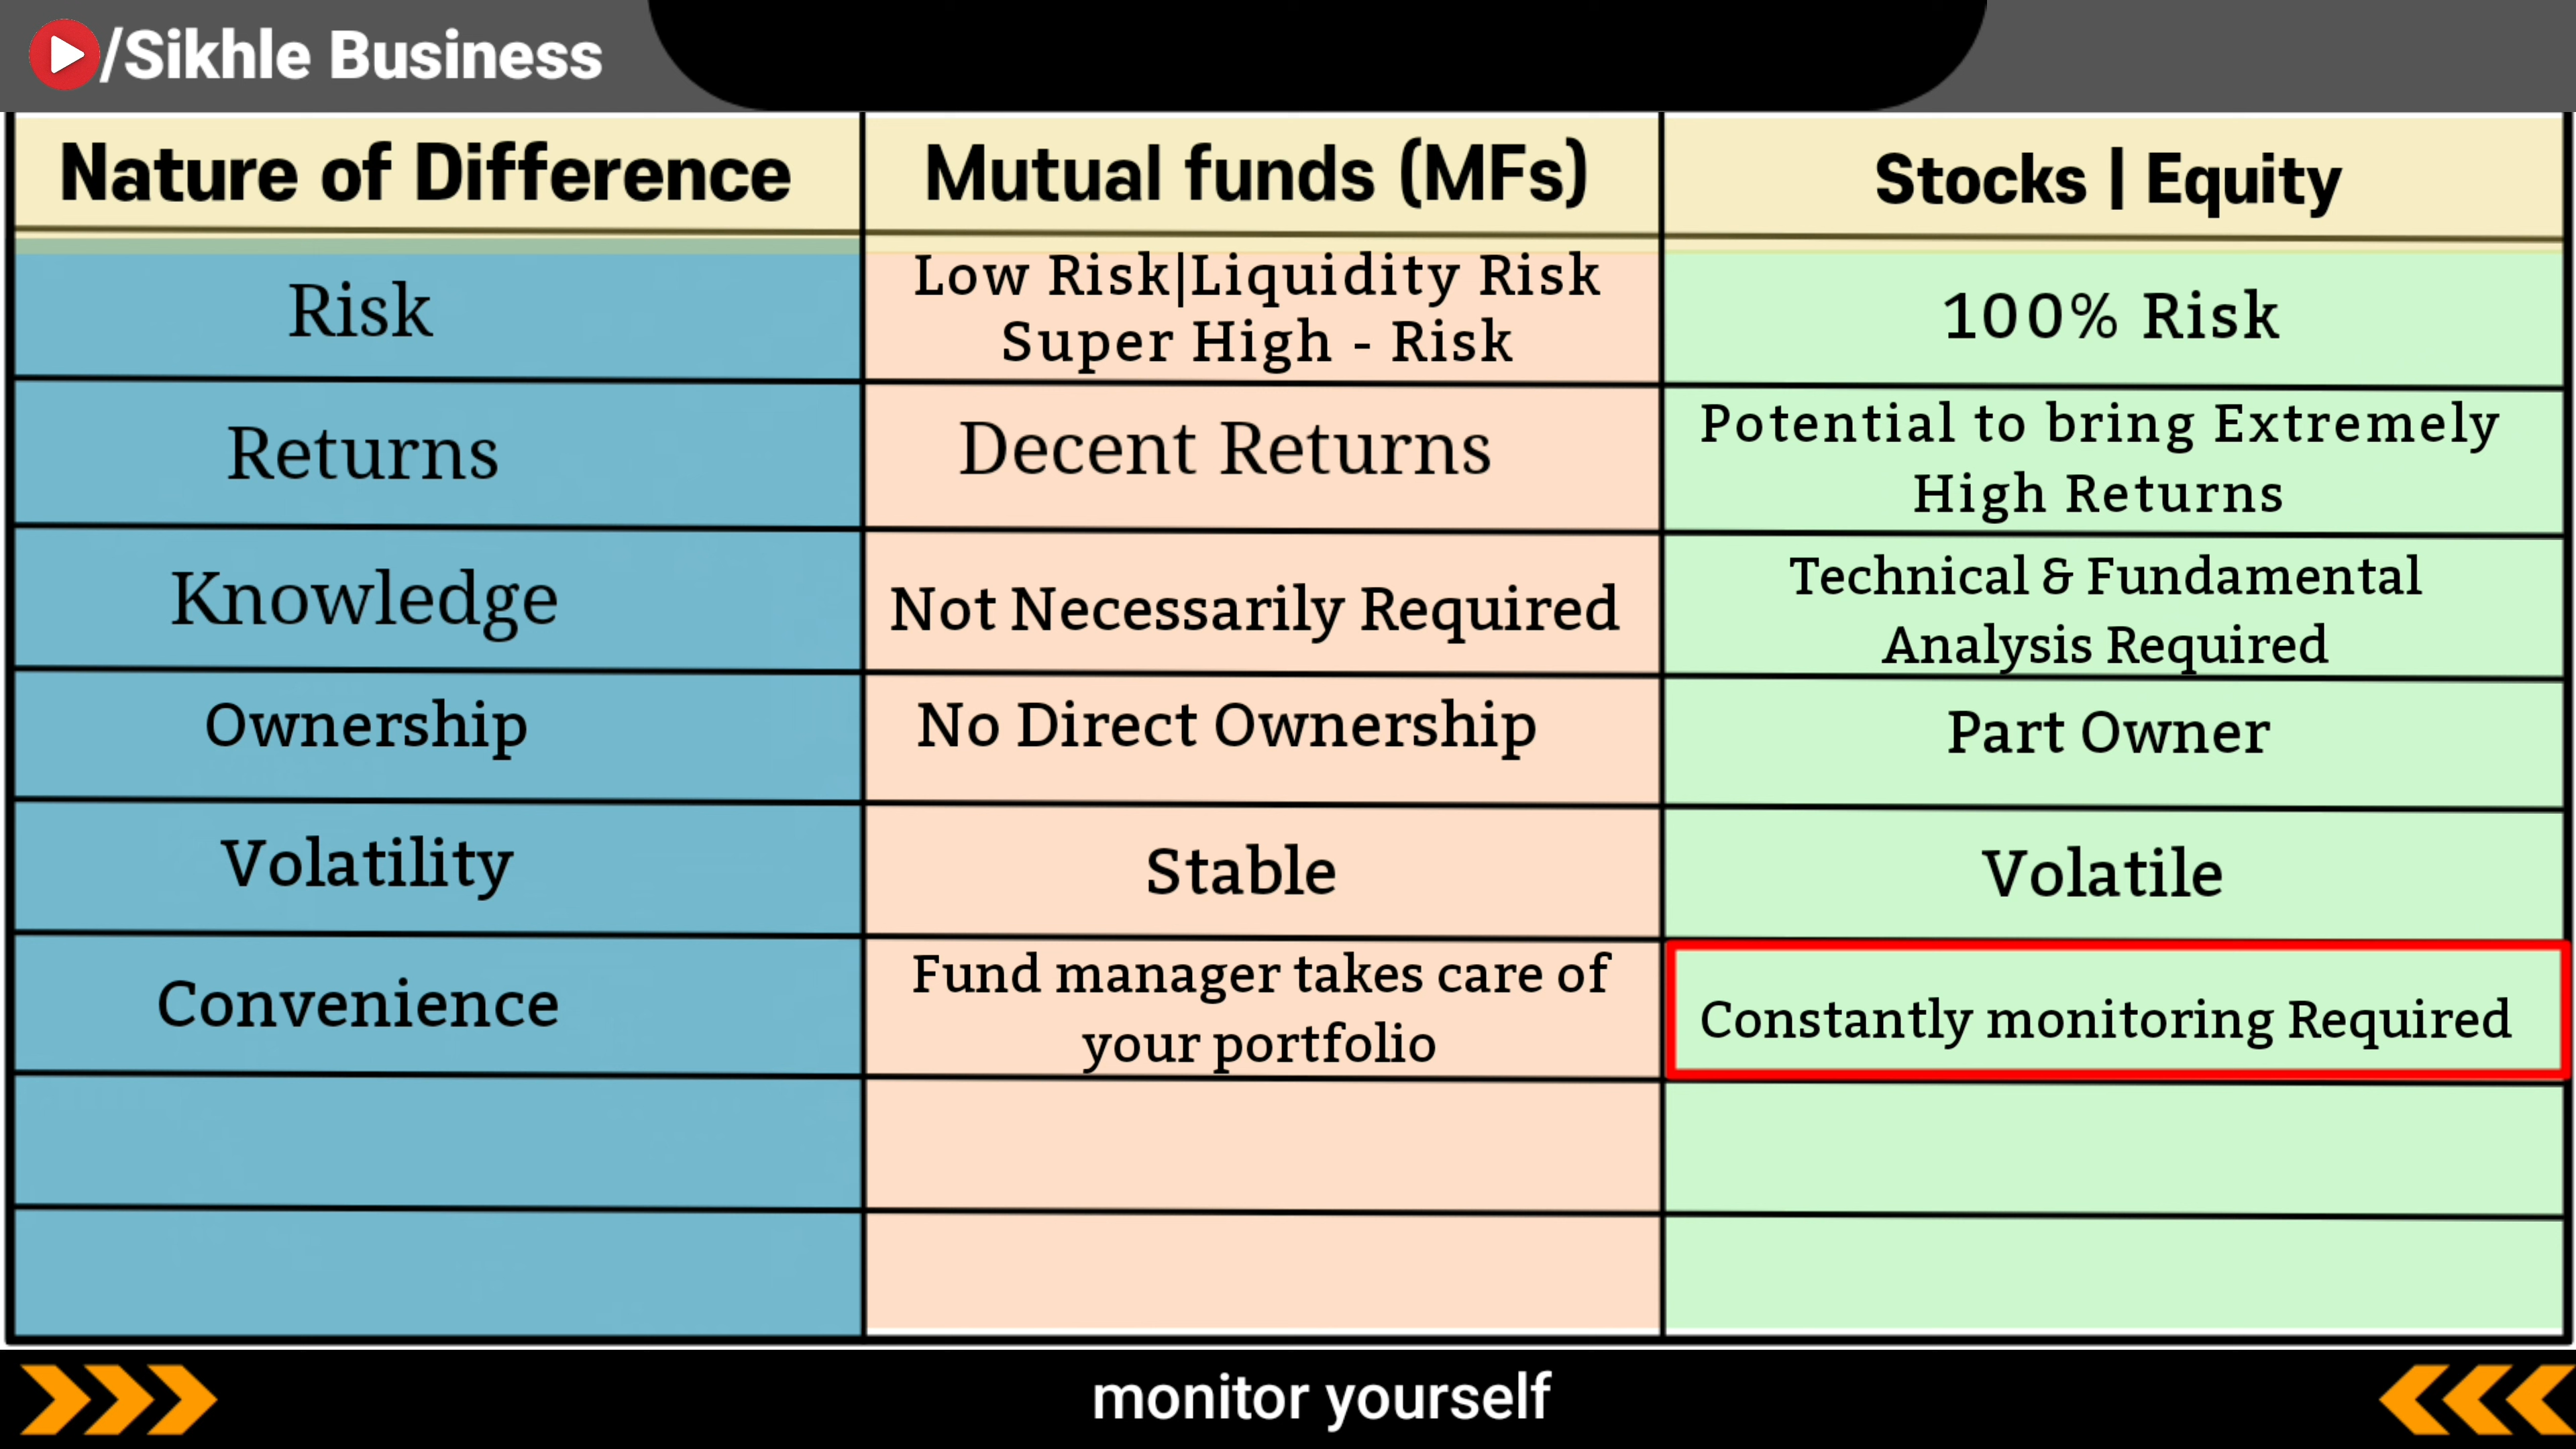 /Sikhle Business
Nature of Difference
Mutual funds (MFs)
Stocks | Equity
Risk
Low Risk|Liquidity Risk
Super High - Risk
100% Risk
Returns
Decent Returns
Potential to bring Extremely
High Returns
Knowledge
Not Necessarily Required
Technical & Fundamental
Analysis Required
Ownership
No Direct Ownership
Part Owner
Volatility
Stable
Volatile
Convenience
Fund manager takes care of
your portfolio
Constantly monitoring Required
monitor yourself